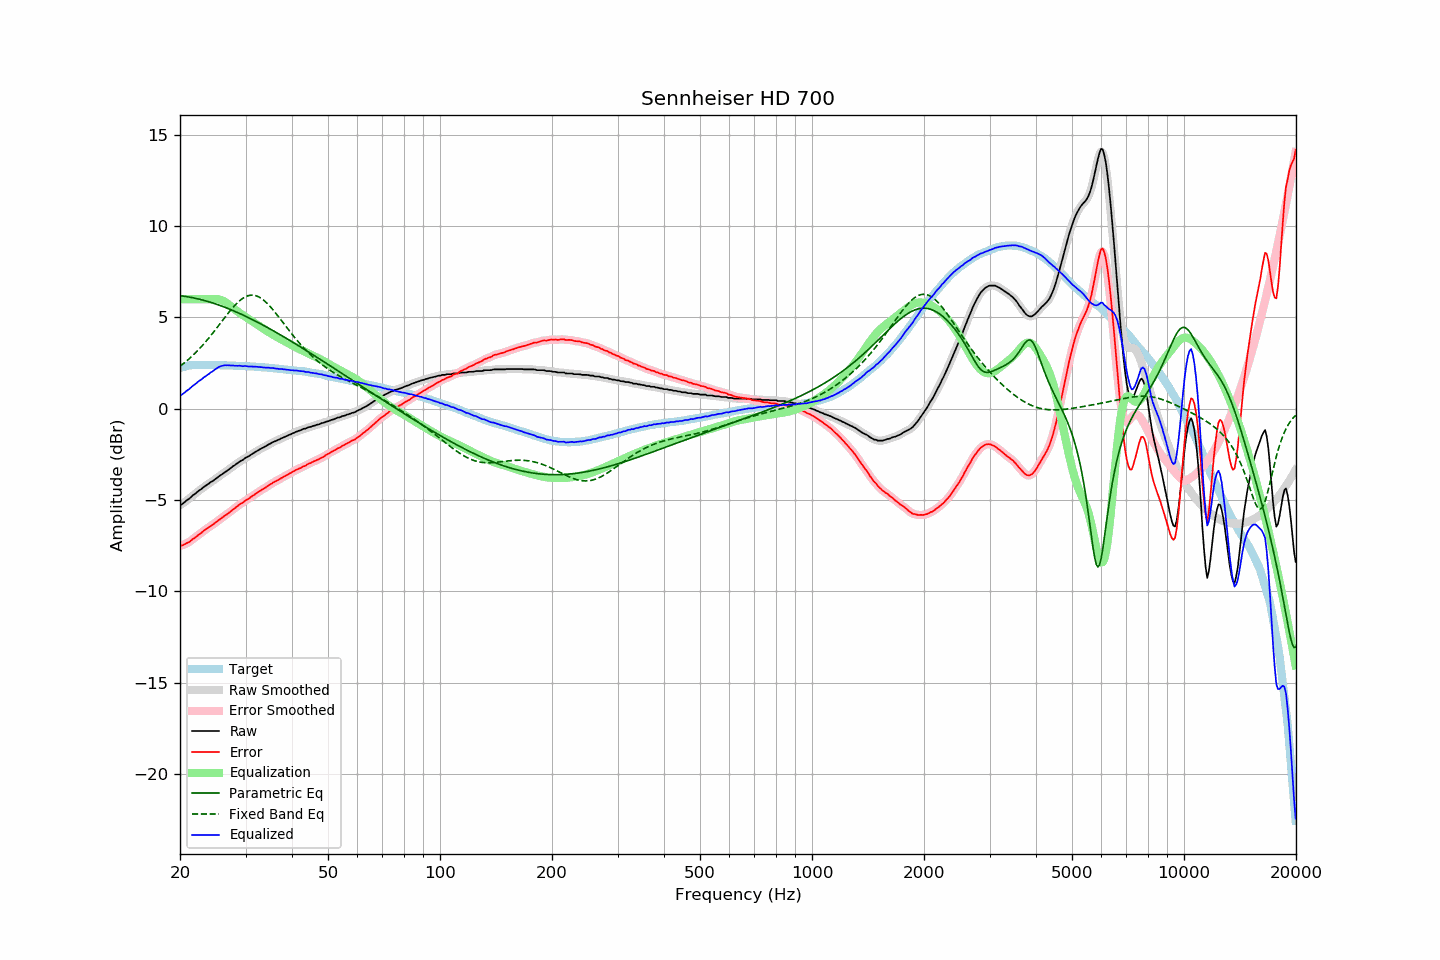 Sennheiser HD 700
15
10
5
0
−5
−10
−15
−20
Amplitude (dBr)
Target
Raw Smoothed
Error Smoothed
Raw
Error
Equalization
Parametric Eq
Fixed Band Eq
Equalized
20 50 100 200 500 1000 2000 5000 10000 20000
Frequency (Hz)